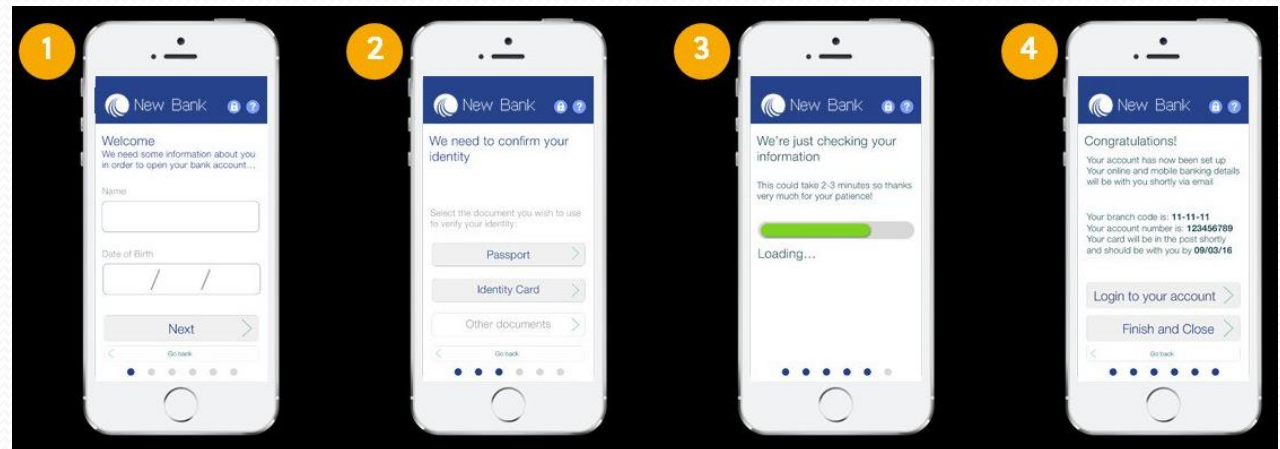 1
New Bank
Welcome
We need some information about you
in order to open your bank account...
Name
Date of Birth
/ /
Next
Go back
2
New Bank
We need to confirm your
identity
Select the document you wish to use
to verify your identity:
Passport
Identity Card
Other documents
Go back
3
New Bank
We're just checking your
information
This could take 2-3 minutes so thanks
very much for your patience!
Loading...
4
New Bank
Congratulations!
Your account has now been set up
Your online and mobile banking details
will be with you shortly via email
Your branch code is: 11-11-11
Your account number is: 123456789
Your card will be in the post shortly
and should be with you by 09/03/16
Login to your account
Finish and Close
Go back